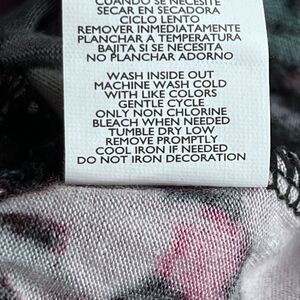 CUANDO SE NECESITE
SECAR EN SECADORA
CICLO LENTO
REMOVER INMEDIATAMENTE
PLANCHAR A TEMPERATURA
BAJITA SI SE NECESITA
NO PLANCHAR ADORNO
WASH INSIDE OUT
MACHINE WASH COLD
WITH LIKE COLORS
GENTLE CYCLE
ONLY NON CHLORINE
BLEACH WHEN NEEDED
TUMBLE DRY LOW
REMOVE PROMPTLY
COOL IRON IF NEEDED
DO NOT IRON DECORATION